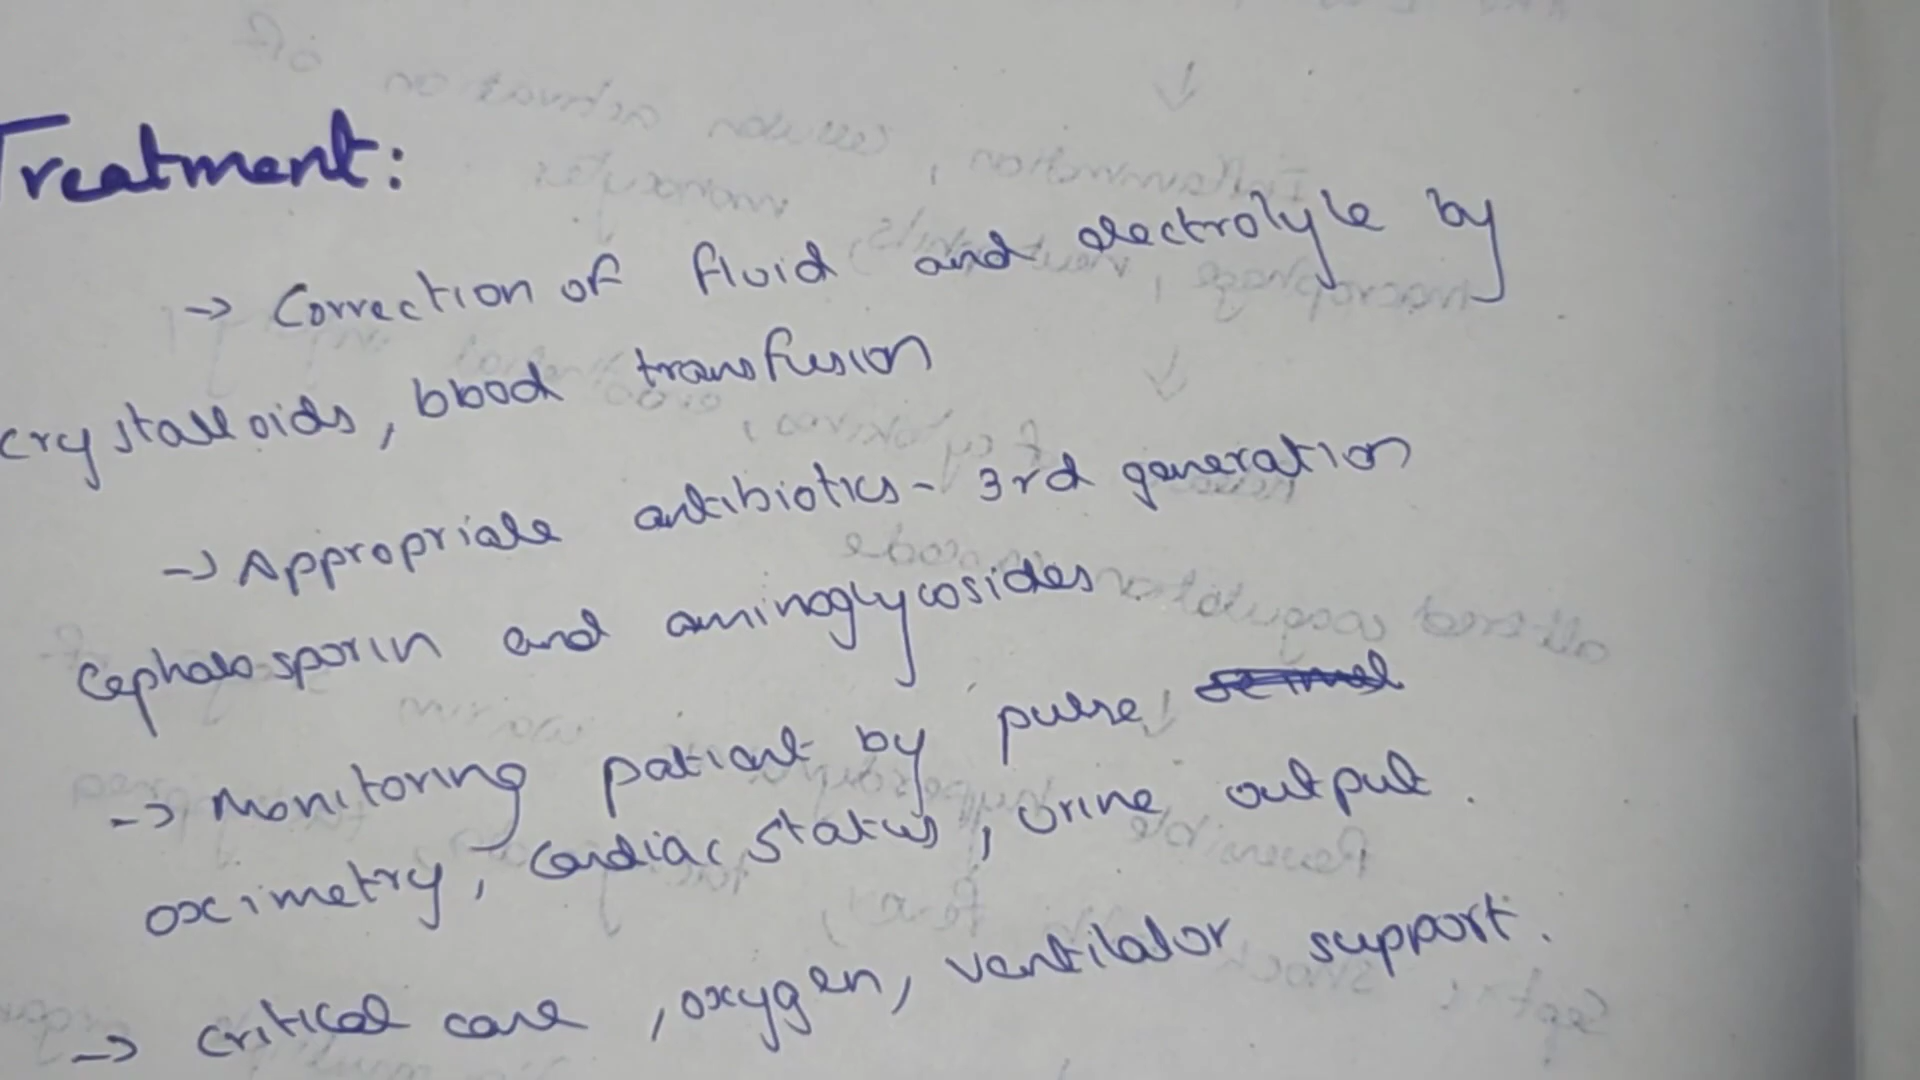 Treatment:
-> Correction of fluid and electrolyte by
crystalloids, blood transfusion
-> Appropriate antibiotics - 3rd generation
cephalosporin and aminoglycosides
-> Monitoring patient by pulse
oximetry, cardiac status, urine output.
-> critical care, oxygen, ventilator support.